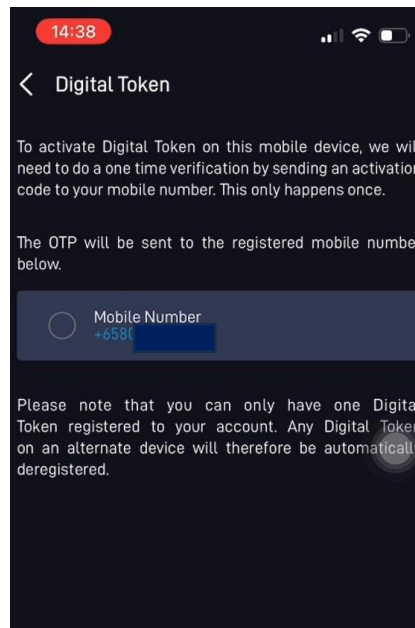 14:38
Digital Token
To activate Digital Token on this mobile device, we wil
need to do a one time verification by sending an activation
code to your mobile number. This only happens once.
The OTP will be sent to the registered mobile numbe
below.
Mobile Number
+658
Please note that you can only have one Digita
Token registered to your account. Any Digital Toke
on an alternate device will therefore be automaticall
deregistered.